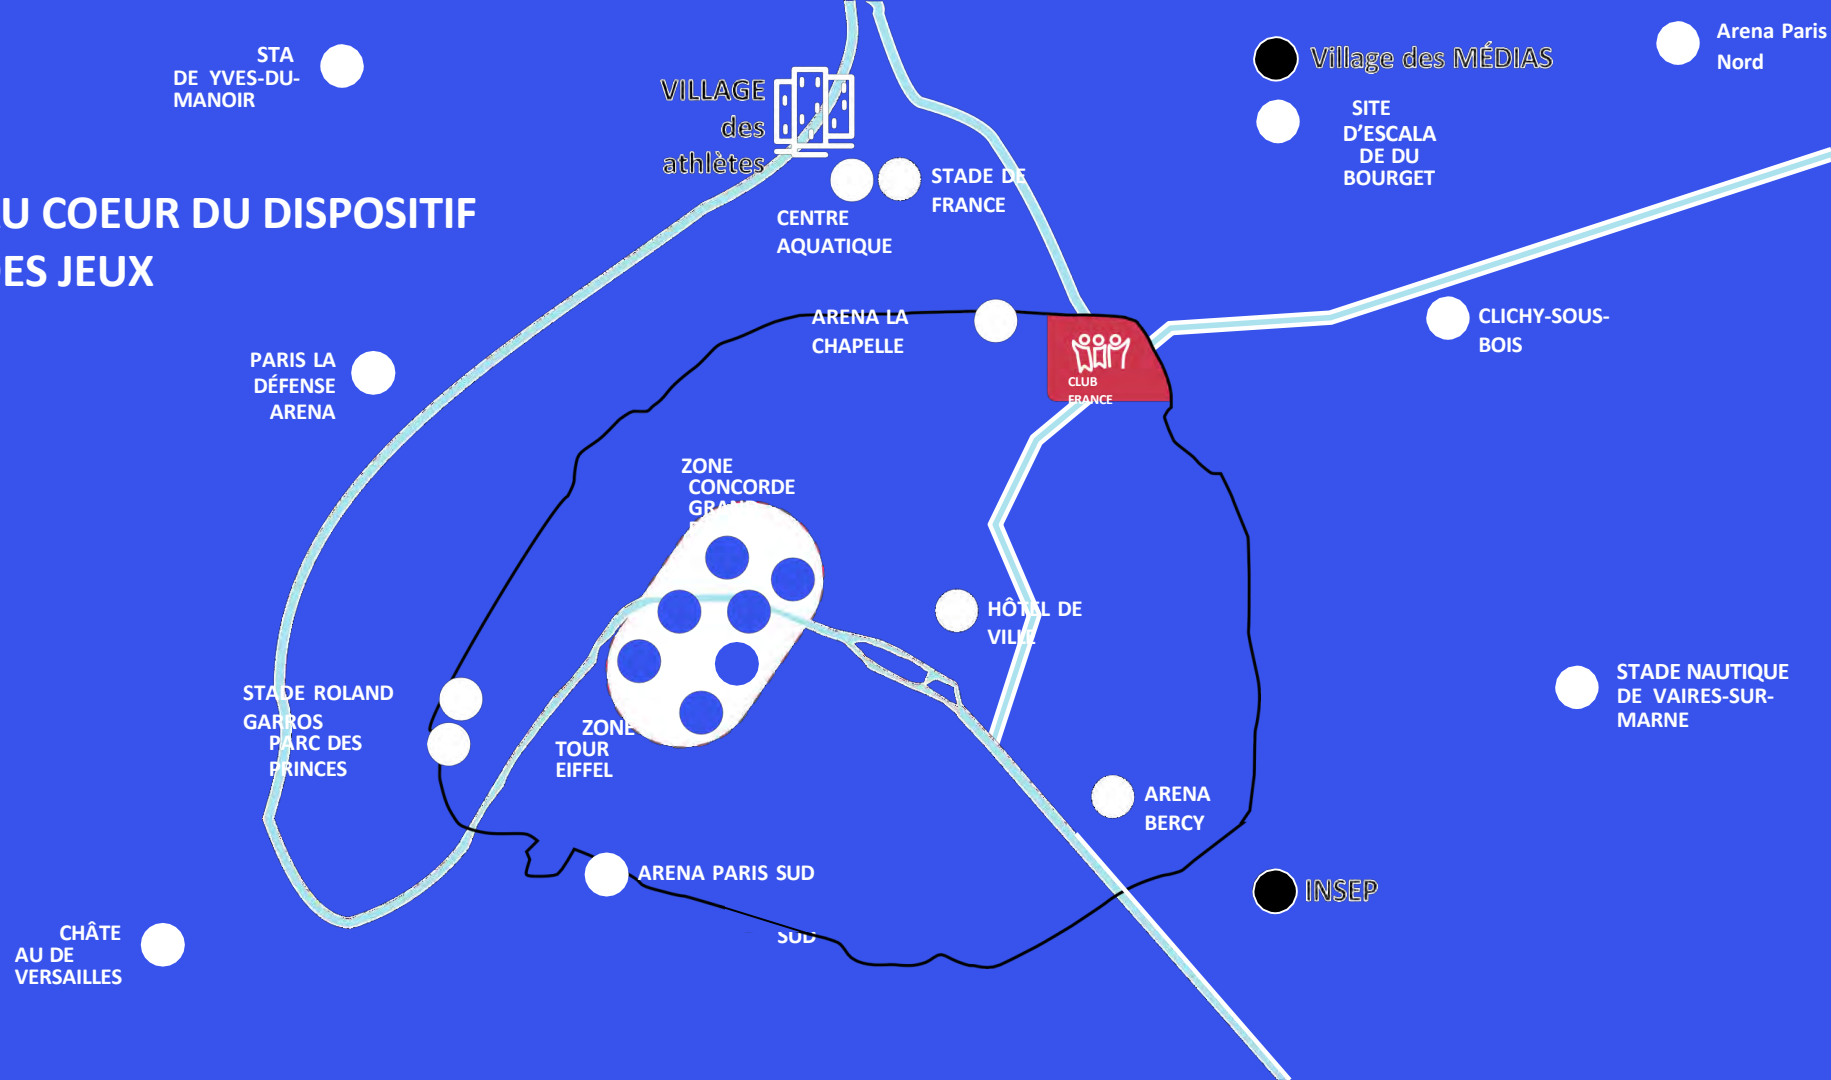 STA
DE YVES-DU-
MANOIR
VILLAGE
des
athlètes
Village des MÉDIAS
Arena Paris
Nord
SITE
D'ESCALA
DE DU
BOURGET
U COEUR DU DISPOSITIF
ES JEUX
CENTRE
AQUATIQUE
STADE DE
FRANCE
ARENA LA
CHAPELLE
CLUB
FRANCE
CLICHY-SOUS-
BOIS
PARIS LA
DÉFENSE
ARENA
ZONE
CONCORDE
GRAND
HÔTEL DE
VILLE
STADE ROLAND
GARROS
PARC DES
PRINCES
ZONE
TOUR
EIFFEL
STADE NAUTIQUE
DE VAIRES-SUR-
MARNE
ARENA
BERCY
ARENA PARIS SUD
SUD
INSEP
CHÂTE
AU DE
VERSAILLES